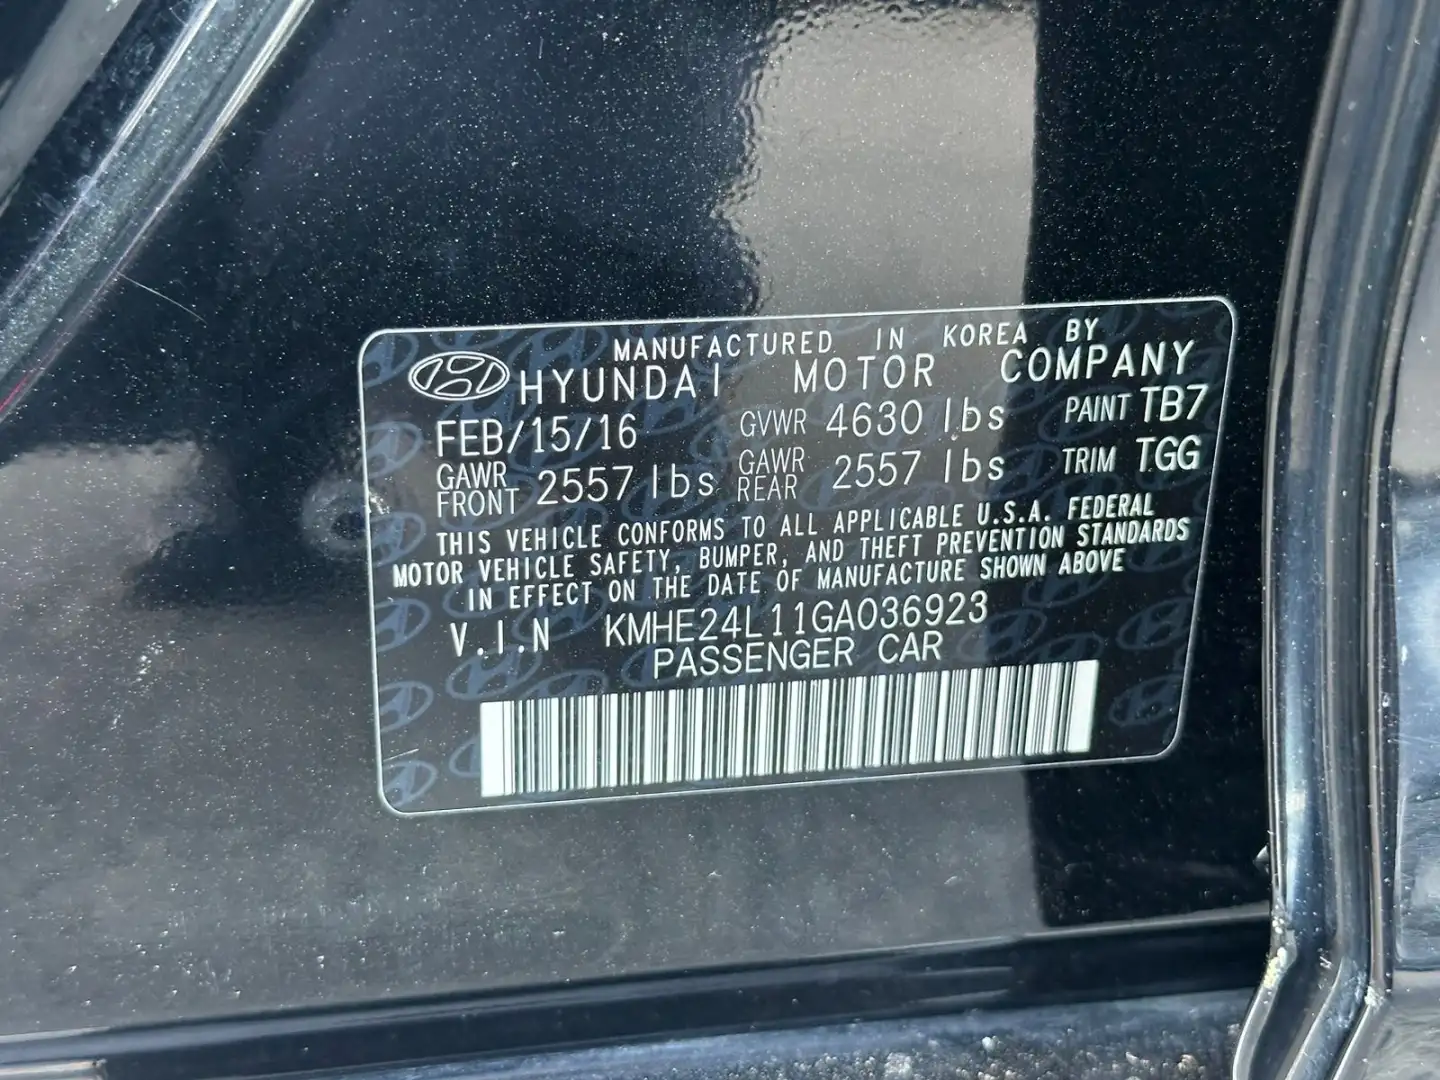 MANUFACTURED IN KOREA BY
HYUNDAI MOTOR COMPANY
FEB/15/16 GVWR 4630 lbs PAINT TB7
GAWR FRONT 2557 lbs GAWR REAR 2557 lbs TRIM TGG
THIS VEHICLE CONFORMS TO ALL APPLICABLE U.S.A. FEDERAL
MOTOR VEHICLE SAFETY, BUMPER, AND THEFT PREVENTION STANDARDS
IN EFFECT ON THE DATE OF MANUFACTURE SHOWN ABOVE
V.I.N KMHE24L11GA036923
PASSENGER CAR